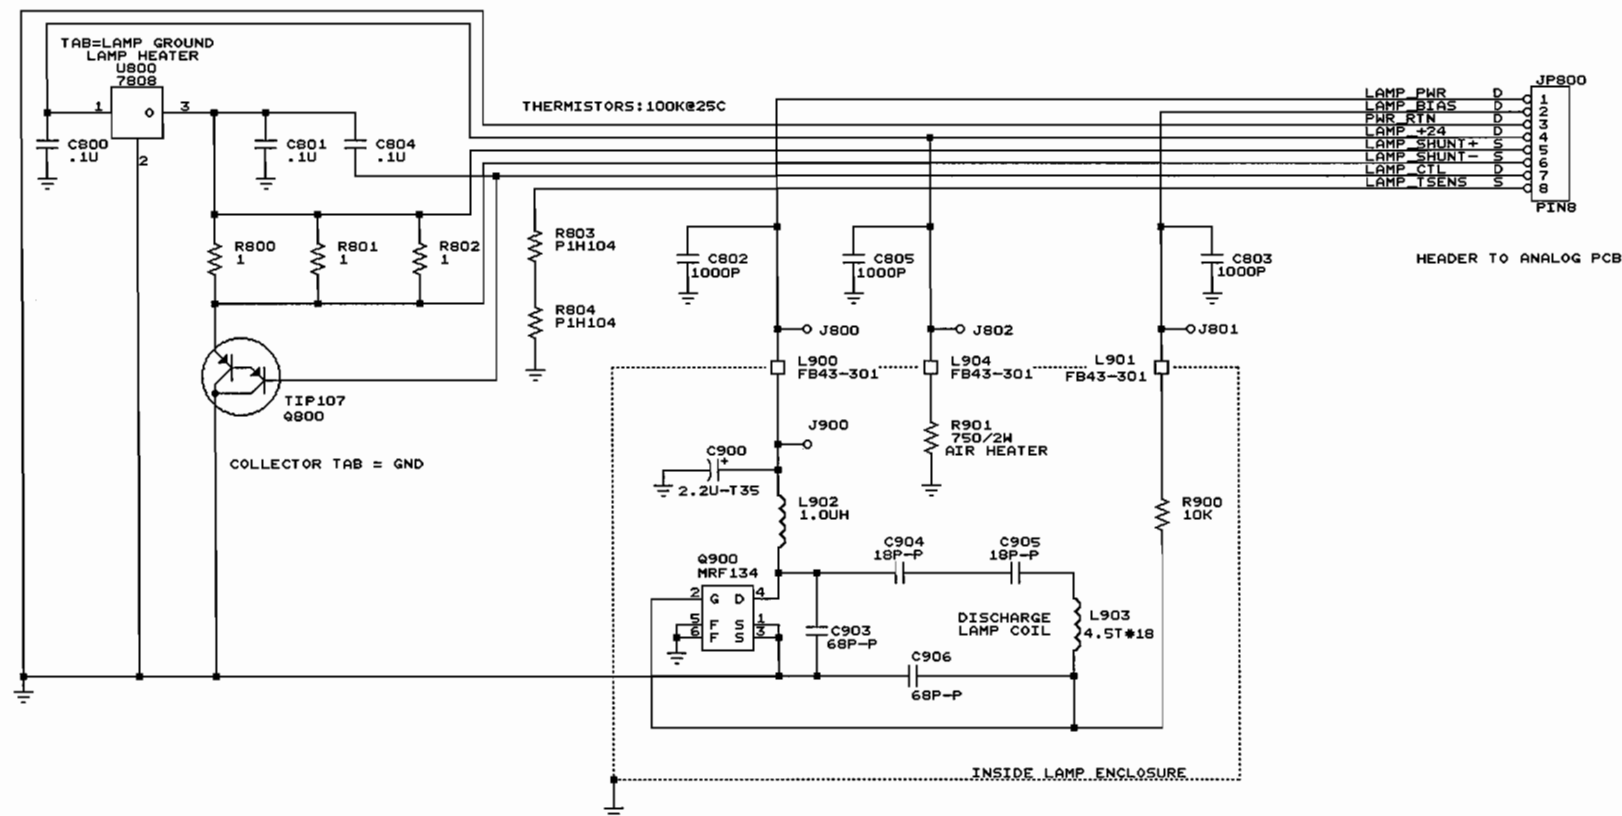 TAB=LAMP GROUND
LAMP HEATER
U800
7808
1
3
2
C800
.1U
C801
.1U
C804
.1U
THERMISTORS:100K@25C
JP800
LAMP_PWR D 1
LAMP_BIAS D 2
PWR_RTN D 3
LAMP_+24 D 4
LAMP_SHUNT+ S 5
LAMP_SHUNT- S 6
LAMP_CTL D 7
LAMP_TSENS S 8
PIN8
HEADER TO ANALOG PCB
R800
1
R801
1
R802
1
R803
P1H104
R804
P1H104
C802
1000P
C805
1000P
C803
1000P
J800
J802
J801
L900
FB43-301
L904
FB43-301
L901
FB43-301
TIP107
Q800
COLLECTOR TAB = GND
J900
R901
750/2W
AIR HEATER
C900
+
2.2U-T35
L902
1.0UH
R900
10K
Q900
MRF134
2 G D 4
5 F S 1
6 F S 3
C904
18P-P
C905
18P-P
C903
68P-P
DISCHARGE
LAMP COIL
L903
4.5T#18
C906
68P-P
INSIDE LAMP ENCLOSURE